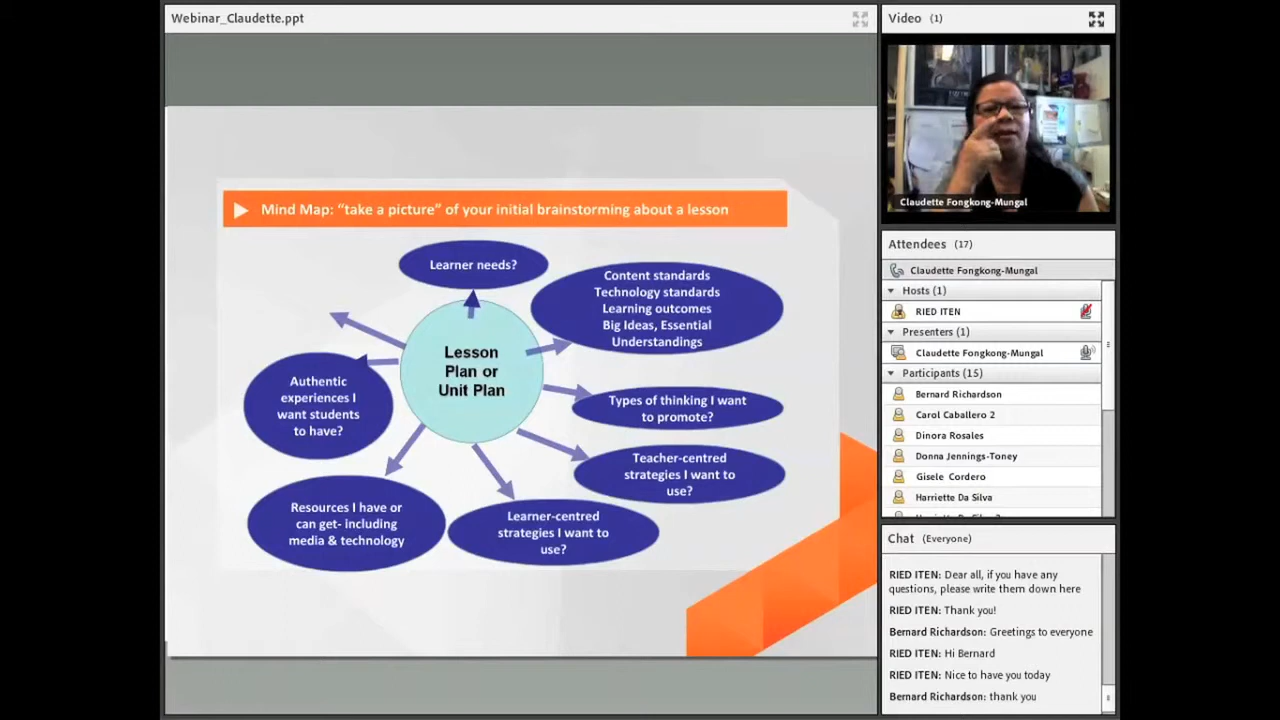 Webinar_Claudette.ppt
Mind Map: “take a picture” of your initial brainstorming about a lesson
Learner needs?
Content standards
Technology standards
Learning outcomes
Big Ideas, Essential
Understandings
Lesson
Plan or
Unit Plan
Authentic
experiences I
want students
to have?
Types of thinking I want
to promote?
Teacher-centred
strategies I want to
use?
Resources I have or
can get- including
media & technology
Learner-centred
strategies I want to
use?
Video (1)
Claudette Fongkong-Mungal
Attendees (17)
Claudette Fongkong-Mungal
Hosts (1)
RIED ITEN
Presenters (1)
Claudette Fongkong-Mungal
Participants (15)
Bernard Richardson
Carol Caballero 2
Dinora Rosales
Donna Jennings-Toney
Gisele Cordero
Harriette Da Silva
Chat (Everyone)
RIED ITEN: Dear all, if you have any
questions, please write them down here
RIED ITEN: Thank you!
Bernard Richardson: Greetings to everyone
RIED ITEN: Hi Bernard
RIED ITEN: Nice to have you today
Bernard Richardson: thank you